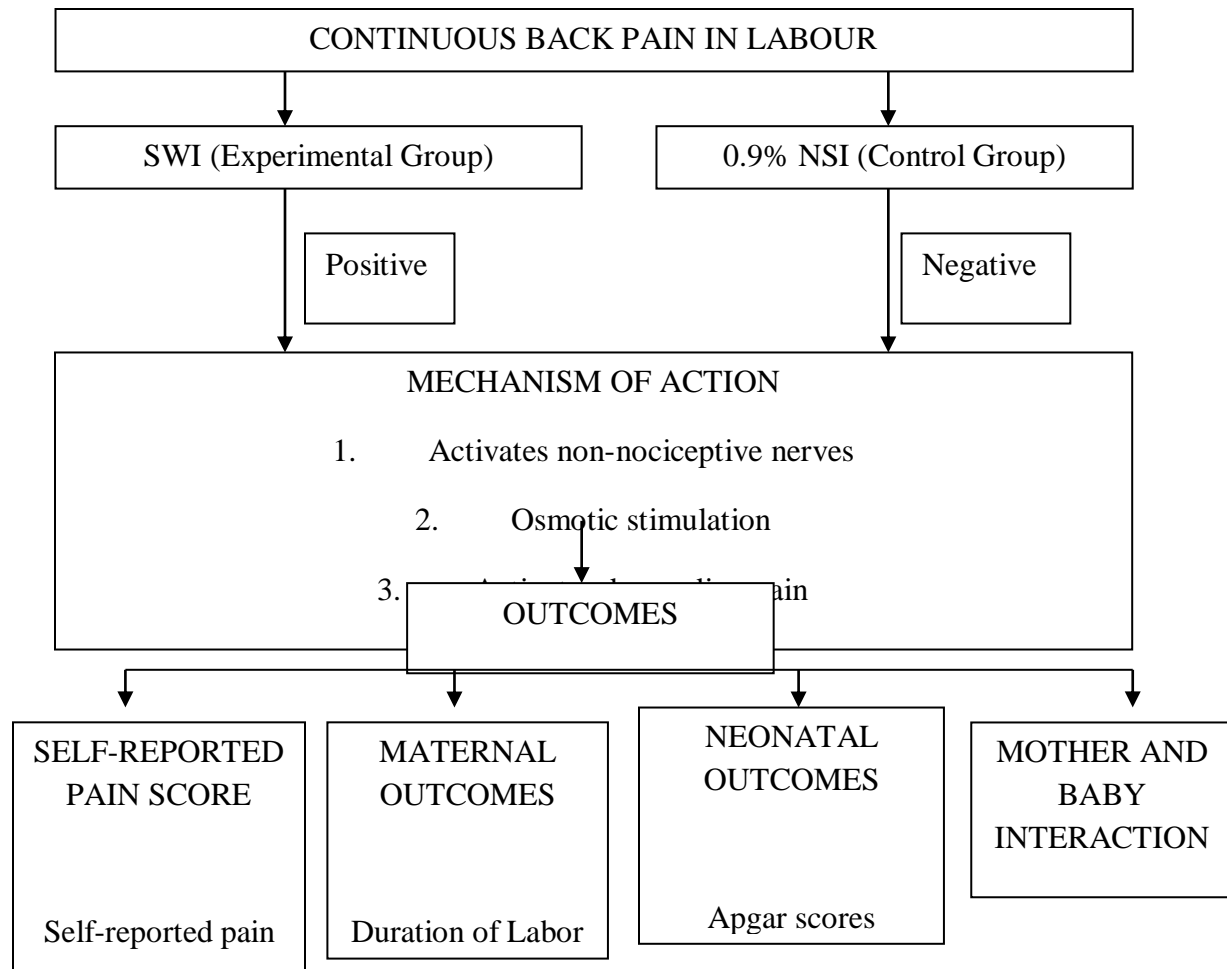 CONTINUOUS BACK PAIN IN LABOUR
SWI (Experimental Group)
0.9% NSI (Control Group)
Positive
Negative
MECHANISM OF ACTION
1. Activates non-nociceptive nerves
2. Osmotic stimulation
3.
OUTCOMES
SELF-REPORTED
PAIN SCORE
Self-reported pain
MATERNAL
OUTCOMES
Duration of Labor
NEONATAL
OUTCOMES
Apgar scores
MOTHER AND
BABY
INTERACTION